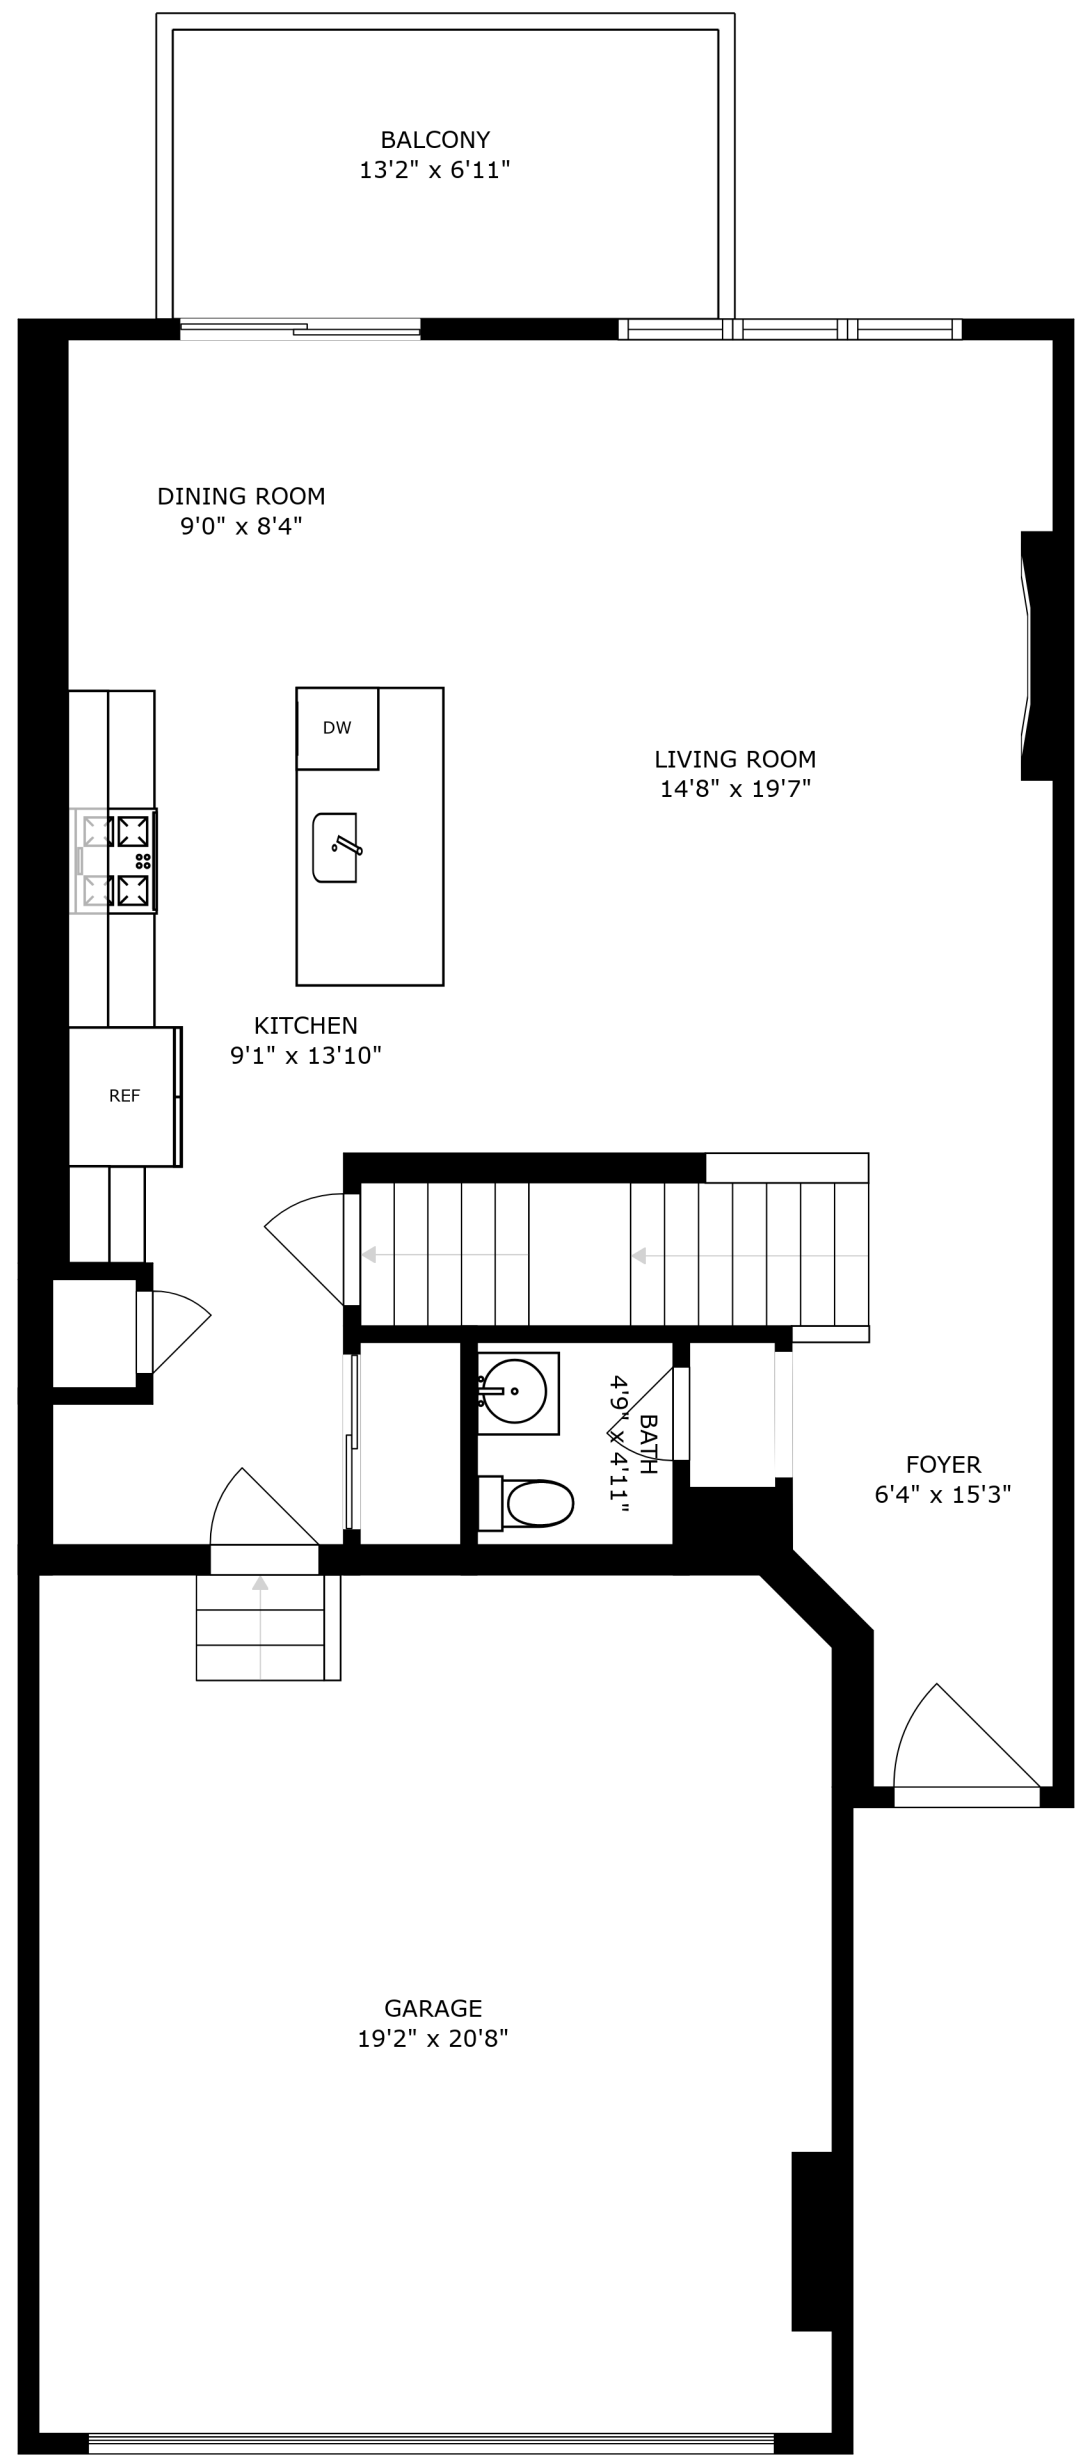 BALCONY
13'2" x 6'11"
DINING ROOM
9'0" x 8'4"
DW
LIVING ROOM
14'8" x 19'7"
KITCHEN
9'1" x 13'10"
REF
BATH
4'9" x 4'11"
FOYER
6'4" x 15'3"
GARAGE
19'2" x 20'8"